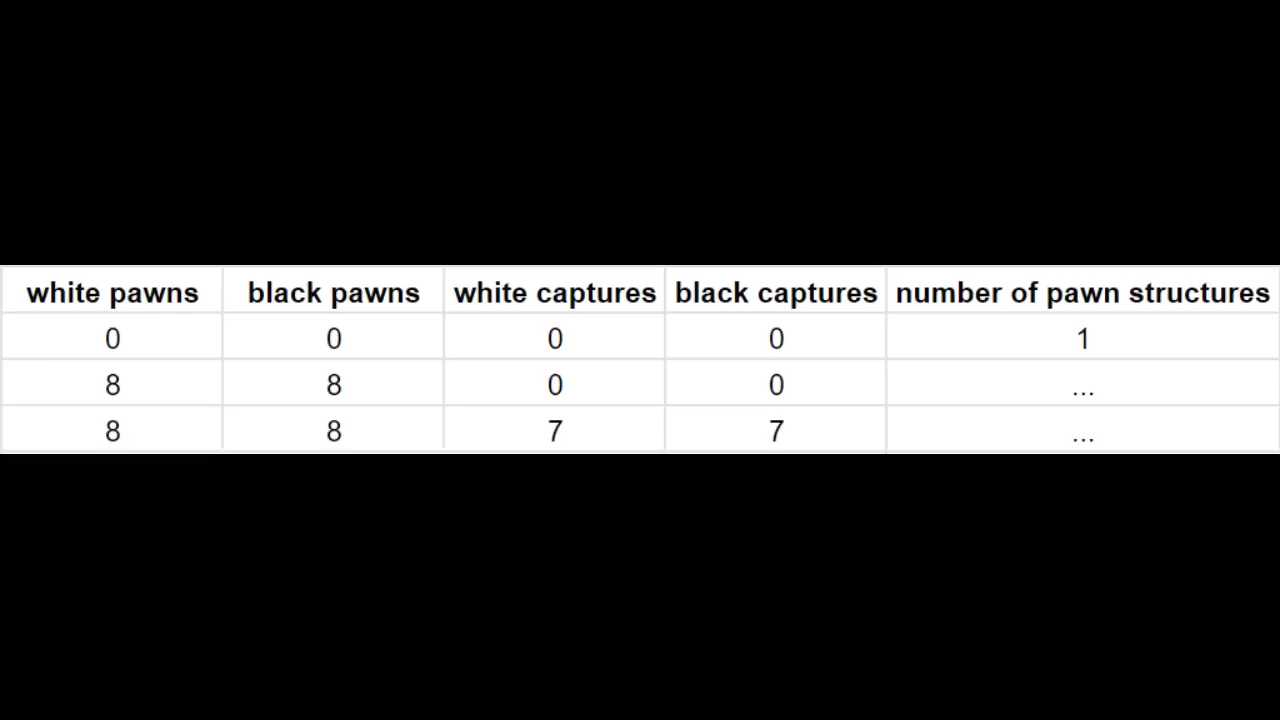 white pawns black pawns white captures black captures number of pawn structures
0 0 0 0 1
8 8 0 0 ...
8 8 7 7 ...